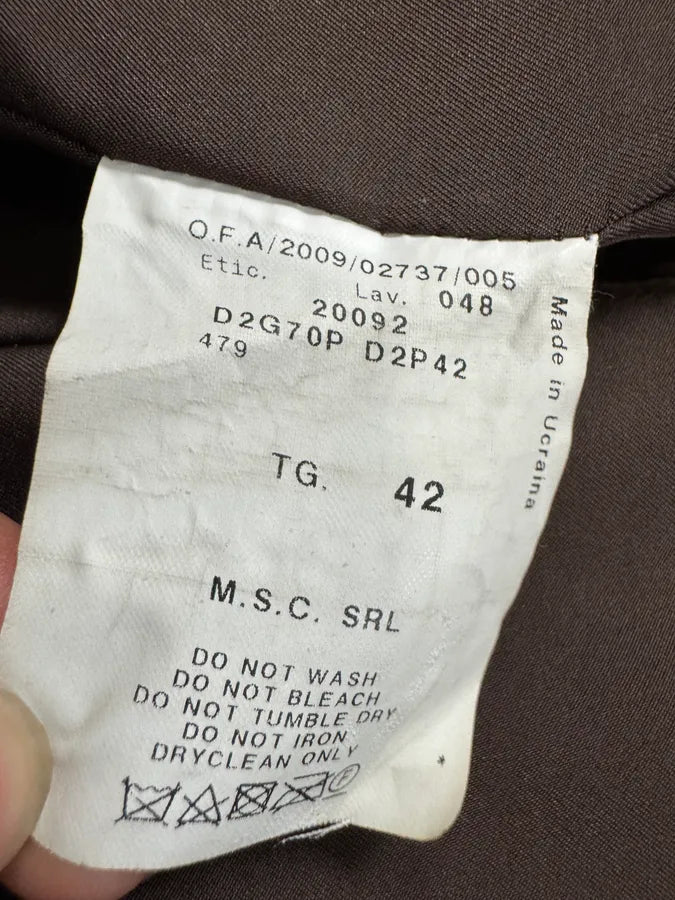 O.F.A/2009/02737/005
Etic. Lav. 048
20092
D2G70P D2P42
479
Made in Ucraina
TG. 42
M.S.C. SRL
DO NOT WASH
DO NOT BLEACH
DO NOT TUMBLE DRY
DO NOT IRON
DRYCLEAN ONLY
F